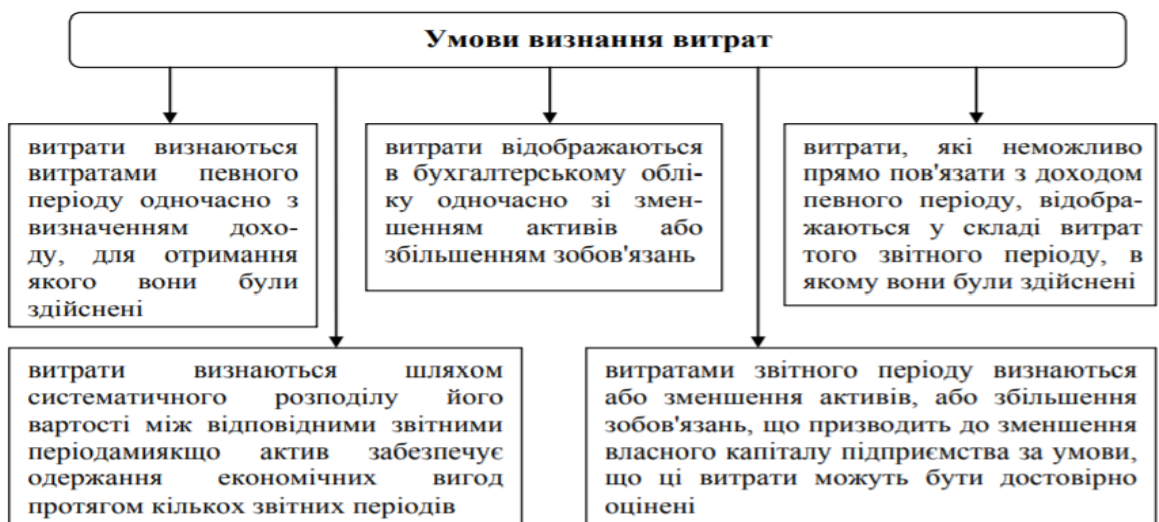 Умови визнання витрат
витрати визнаються
витратами певного
періоду одночасно з
визначенням дохо-
ду, для отримання
якого вони були
здійснені
витрати відображаються
в бухгалтерському облі-
ку одночасно зі змен-
шенням активів або
збільшенням зобов'язань
витрати, які неможливо
прямо пов'язати з доходом
певного періоду, відобра-
жаються у складі витрат
того звітного періоду, в
якому вони були здійснені
витрати визнаються шляхом
систематичного розподілу його
вартості між відповідними звітними
періодамиякщо актив забезпечує
одержання економічних вигод
протягом кількох звітних періодів
витратами звітного періоду визнаються
або зменшення активів, або збільшення
зобов'язань, що призводить до зменшення
власного капіталу підприємства за умови,
що ці витрати можуть бути достовірно
оцінені